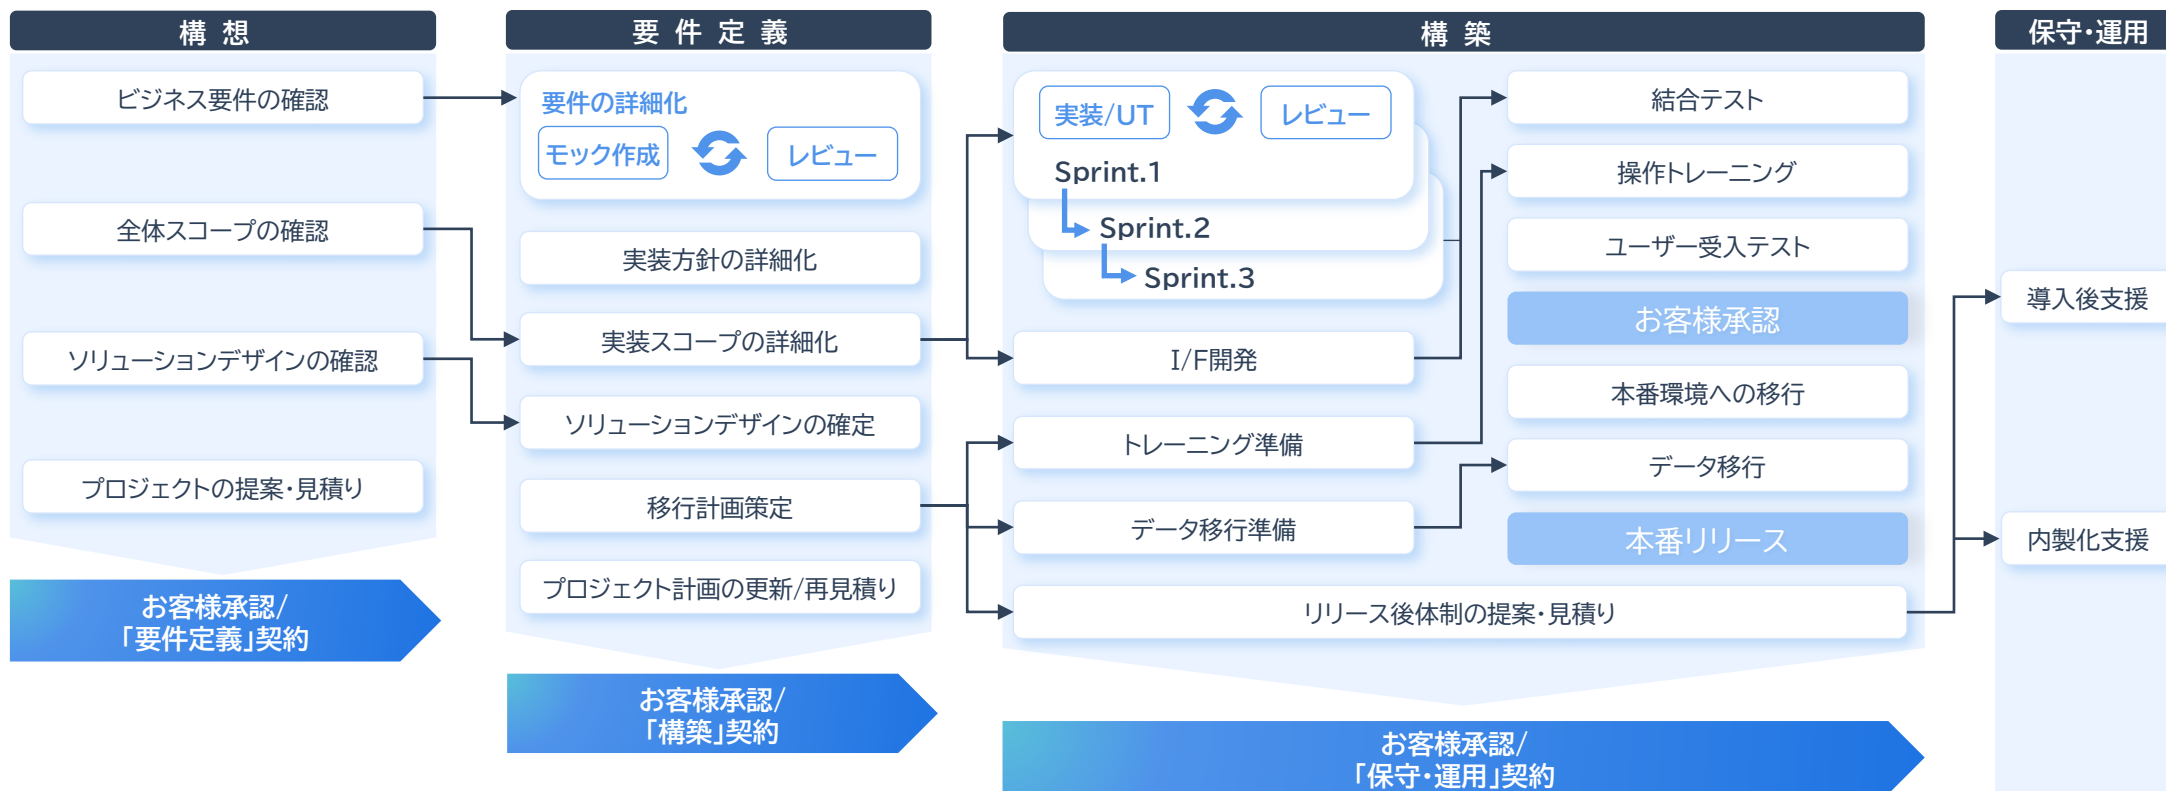 構 想
ビジネス要件の確認
全体スコープの確認
ソリューションデザインの確認
プロジェクトの提案・見積り
お客様承認/
「要件定義」契約
要 件 定 義
要件の詳細化
モック作成
レビュー
実装方針の詳細化
実装スコープの詳細化
ソリューションデザインの確定
移行計画策定
プロジェクト計画の更新/再見積り
お客様承認/
「構築」契約
構 築
実装/UT
レビュー
Sprint.1
Sprint.2
Sprint.3
I/F開発
トレーニング準備
データ移行準備
結合テスト
操作トレーニング
ユーザー受入テスト
お客様承認
本番環境への移行
データ移行
本番リリース
リリース後体制の提案・見積り
お客様承認/
「保守・運用」契約
保守・運用
導入後支援
内製化支援